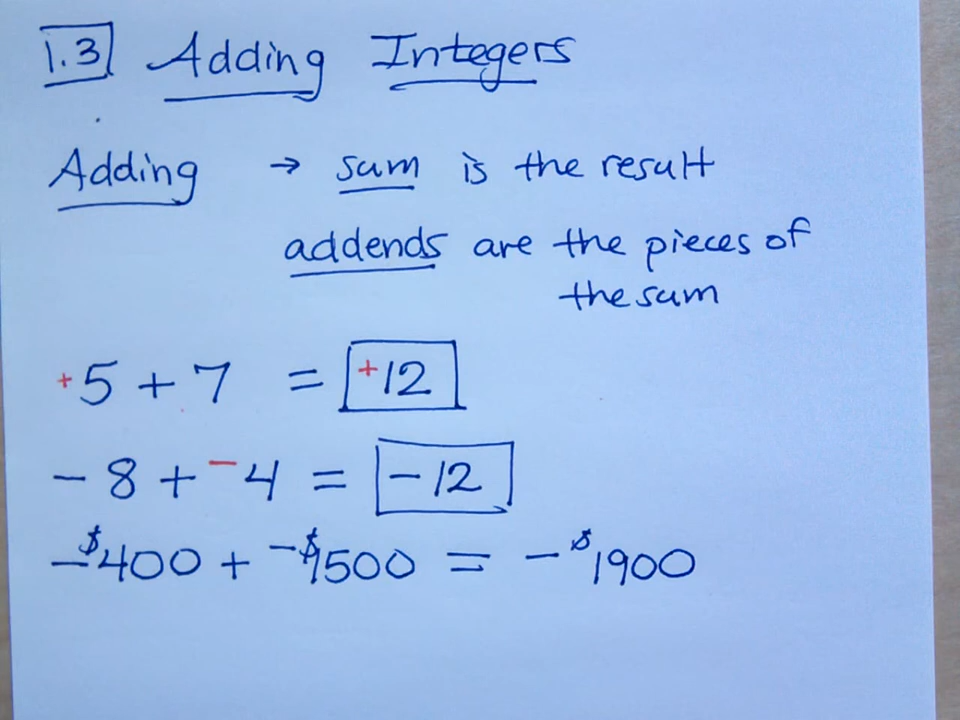 1.3 Adding Integers
Adding → sum is the result
addends are the pieces of
the sum
+5 + 7 = +12
-8 + -4 = -12
-$400 + -$1500 = -$1900